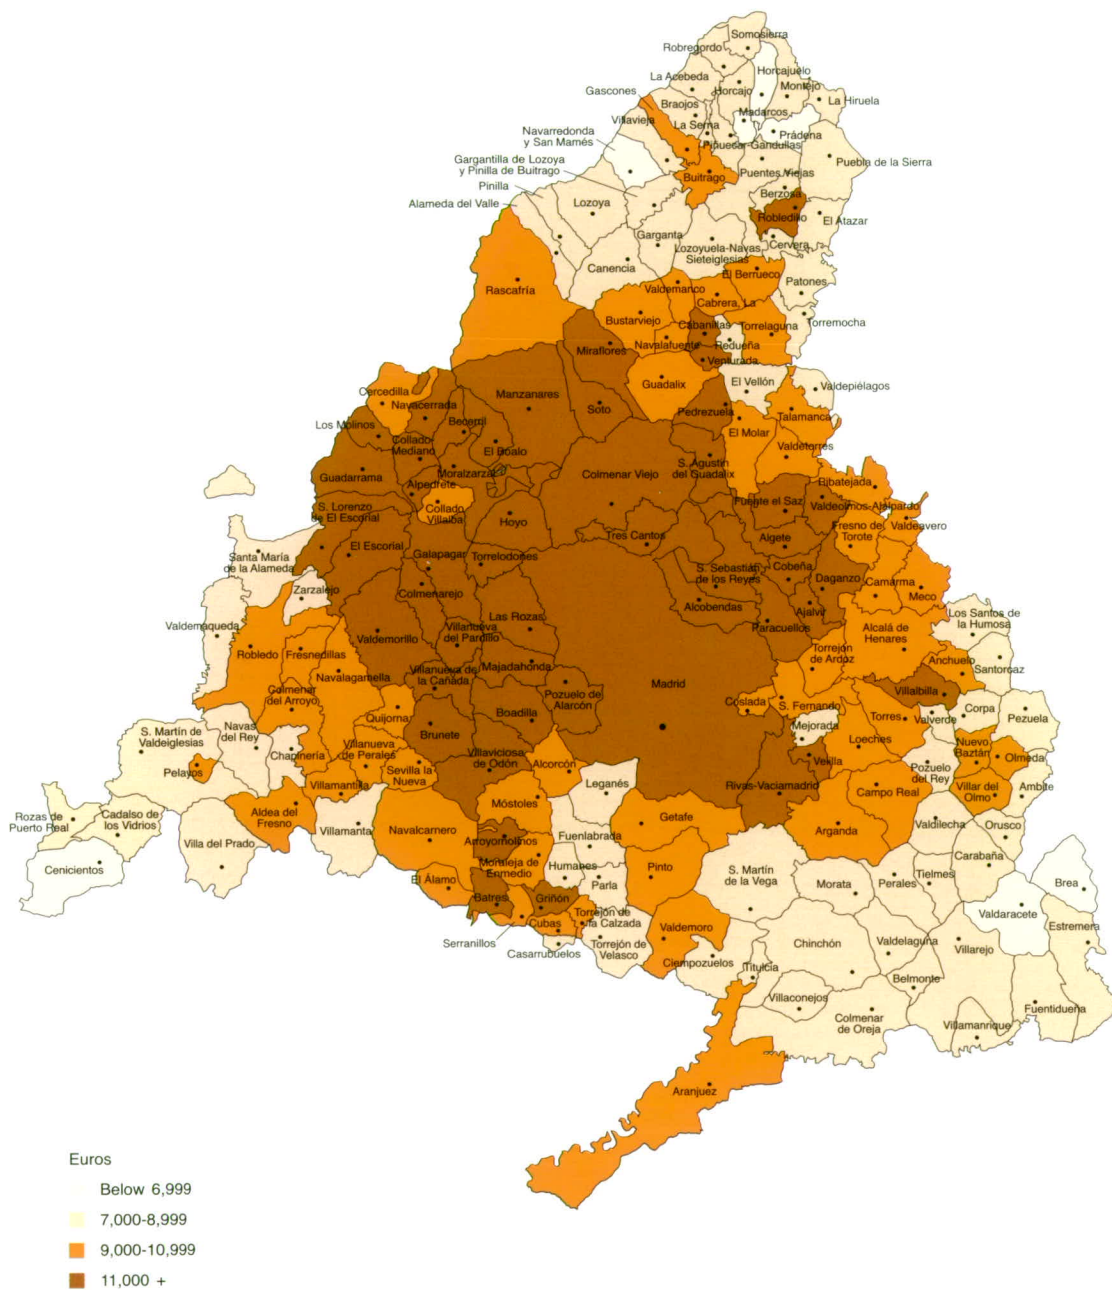 Somosierra
Robregordo
Horcajuelo
La Acebeda
Horcajo
Montejo
Gascones
La Hiruela
Braojos
Madarcos
Villavieja
La Serna
Prádena
Navarredonda
y San Mamés
Piñuecar-Gandullas
Gargantilla de Lozoya
y Pinilla de Buitrago
Puebla de la Sierra
Buitrago
Puentes Viejas
Pinilla
Berzosa
Alameda del Valle
Lozoya
Robledillo
El Atazar
Garganta
Lozoyuela-Navas
Sieteiglesias
Cervera
Canencia
El Berrueco
Rascafría
Valdemanco
Patones
Cabrera, La
Bustarviejo
Torremocha
Cabanillas
Torrelaguna
Navalafuente
Redueña
Miraflores
Venturada
Guadalix
El Vellón
Valdepiélagos
Cercedilla
Manzanares
Navacerrada
Soto
Pedrezuela
Talamanca
Los Molinos
Becerril
El Molar
Collado
Mediano
El Boalo
Valdetorres
Guadarrama
Moralzarzal
Colmenar Viejo
S. Agustín
del Guadalix
Alpedrete
Ribatejada
S. Lorenzo
de El Escorial
Collado
Villalba
Fuente el Saz
Valdeolmos-Alalpardo
Hoyo
Valdeavero
Tres Cantos
Fresno de
Torote
Algete
El Escorial
Santa María
de la Alameda
Galapagar
Torrelodones
S. Sebastián
de los Reyes
Cobeña
Daganzo
Camarma
Zarzalejo
Colmenarejo
Meco
Alcobendas
Ajalvir
Los Santos de
la Humosa
Las Rozas
Valdemaqueda
Valdemorillo
Villanueva
del Pardillo
Paracuellos
Alcalá de
Henares
Robledo
Fresnedillas
Torrejón
de Ardoz
Anchuelo
Santorcaz
Majadahonda
Villanueva de
la Cañada
Navalagamella
Madrid
Villalbilla
Colmenar
del Arroyo
Pozuelo de
Alarcón
Coslada
S. Fernando
Corpa
Quijorna
Boadilla
Torres
Valverde
Pezuela
Navas
del Rey
Mejorada
S. Martín de
Valdeiglesias
Brunete
Loeches
Nuevo
Baztán
Chapinería
Villanueva
de Perales
Villaviciosa
de Odón
Velilla
Olmeda
Pelayos
Sevilla la
Nueva
Alcorcón
Pozuelo
del Rey
Villamantilla
Leganés
Rivas-Vaciamadrid
Campo Real
Villar del
Olmo
Ambite
Móstoles
Aldea del
Fresno
Rozas de
Puerto Real
Cadalso de
los Vidrios
Getafe
Valdilecha
Villamanta
Navalcarnero
Arganda
Orusco
Fuenlabrada
Arroyomolinos
Villa del Prado
Carabaña
Moraleja de
Enmedio
Humanes
Pinto
S. Martín
de la Vega
Perales
Tielmes
Cenicientos
El Álamo
Parla
Morata
Brea
Batres
Griñón
Valdaracete
Torrejón de
la Calzada
Cubas
Valdemoro
Estremera
Serranillos
Casarrubuelos
Torrejón de
Velasco
Chinchón
Valdelaguna
Villarejo
Ciempozuelos
Titulcia
Belmonte
Villaconejos
Colmenar
de Oreja
Fuentidueña
Villamanrique
Aranjuez
Euros
Below 6,999
7,000-8,999
9,000-10,999
11,000 +